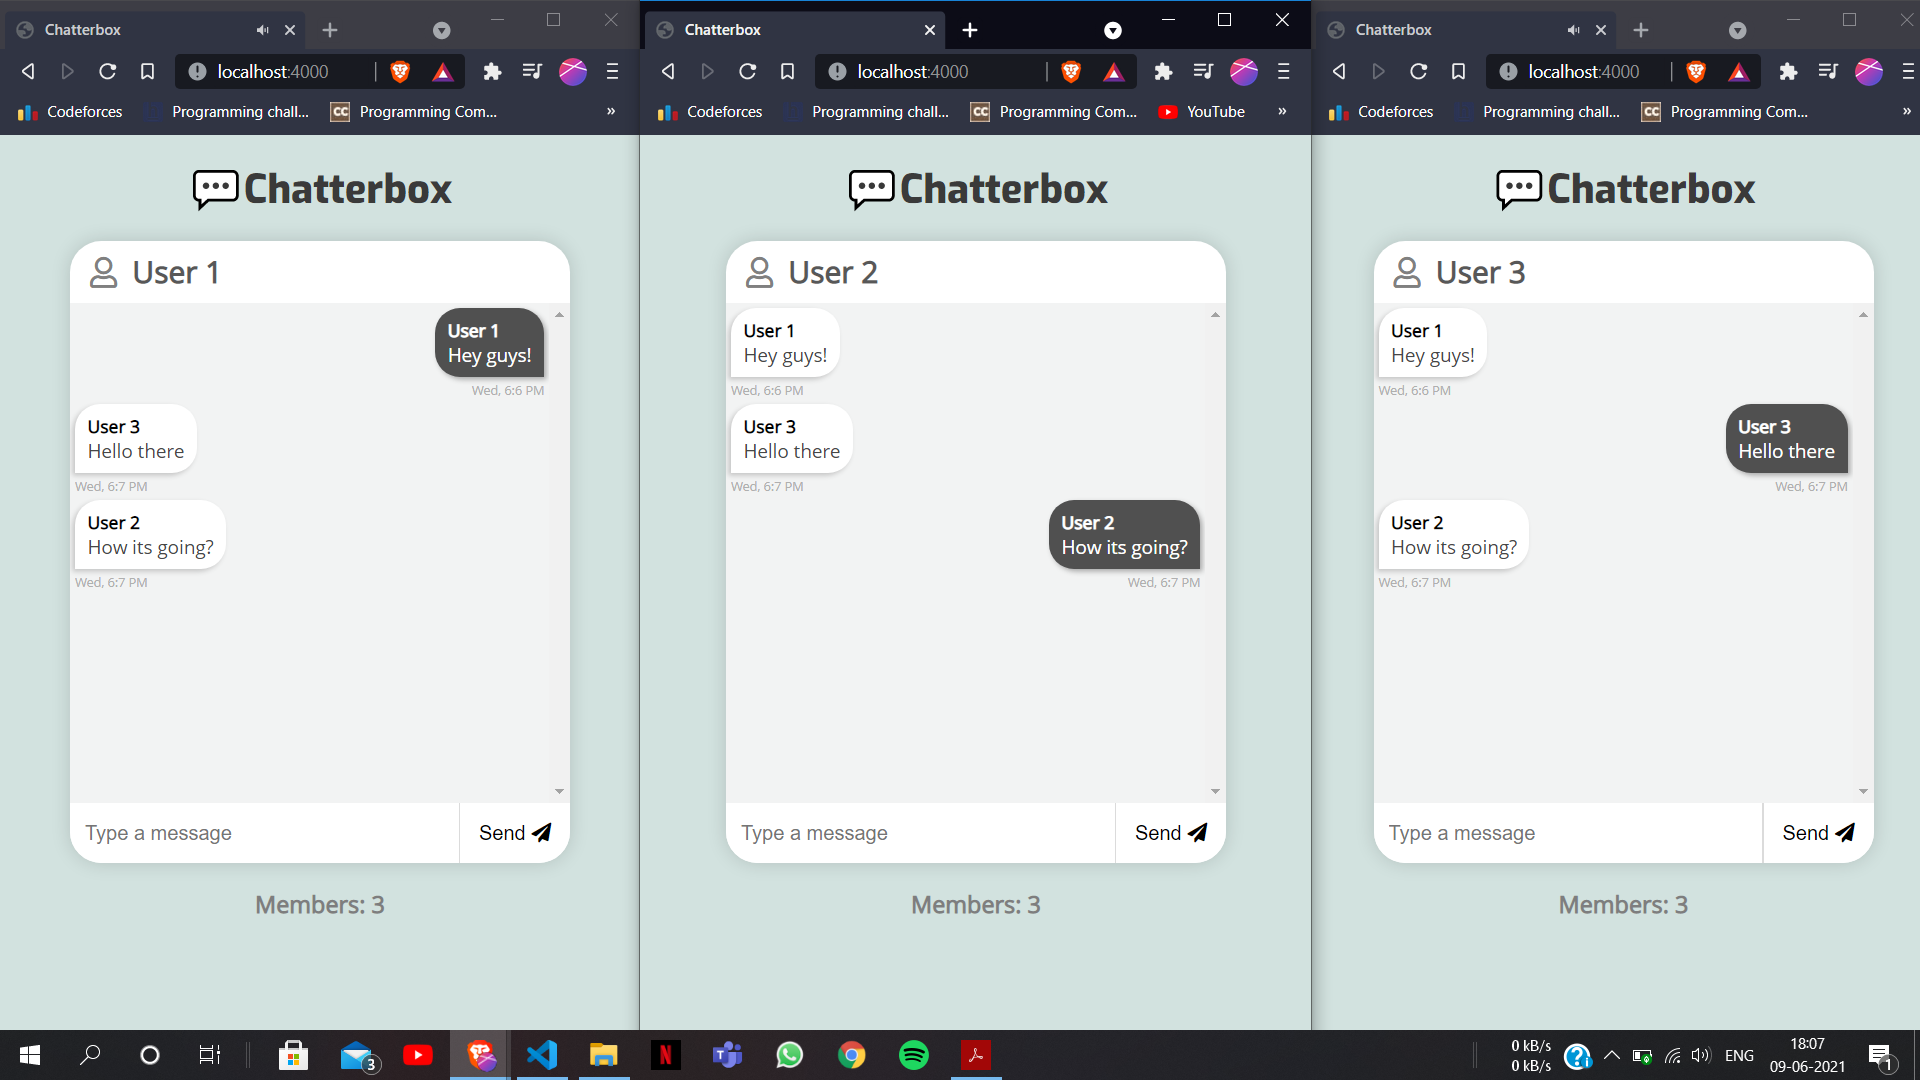 Chatterbox
localhost:4000
Codeforces
Programming chall...
CC
Programming Com...
»
Chatterbox
User 1
User 1
Hey guys!
Wed, 6:6 PM
User 3
Hello there
Wed, 6:7 PM
User 2
How its going?
Wed, 6:7 PM
Type a message
Send
Members: 3
Chatterbox
localhost:4000
Codeforces
Programming chall...
CC
Programming Com...
YouTube
»
Chatterbox
User 2
User 1
Hey guys!
Wed, 6:6 PM
User 3
Hello there
Wed, 6:7 PM
User 2
How its going?
Wed, 6:7 PM
Type a message
Send
Members: 3
Chatterbox
localhost:4000
Codeforces
Programming chall...
CC
Programming Com...
»
Chatterbox
User 3
User 1
Hey guys!
Wed, 6:6 PM
User 3
Hello there
Wed, 6:7 PM
User 2
How its going?
Wed, 6:7 PM
Type a message
Send
Members: 3
3
N
T
0 kB/s
0 kB/s
ENG
18:07
09-06-2021
1